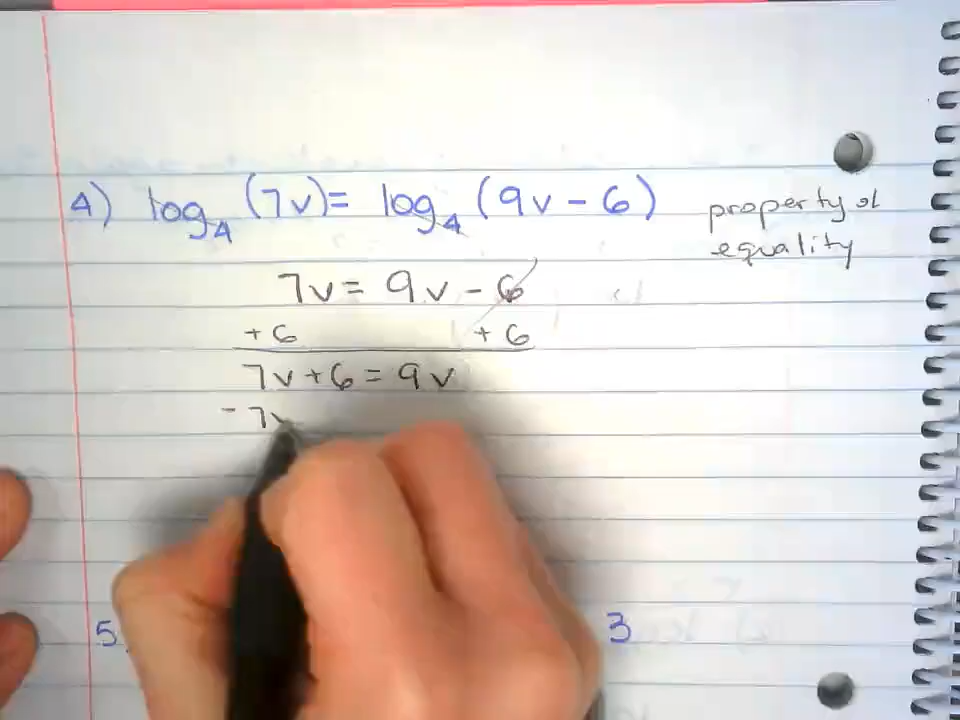 4) log₄ (7v) = log₄ (9v - 6)
property of
equality
7v = 9v - 6
+ 6 + 6
7v + 6 = 9v
- 7v
5. 3